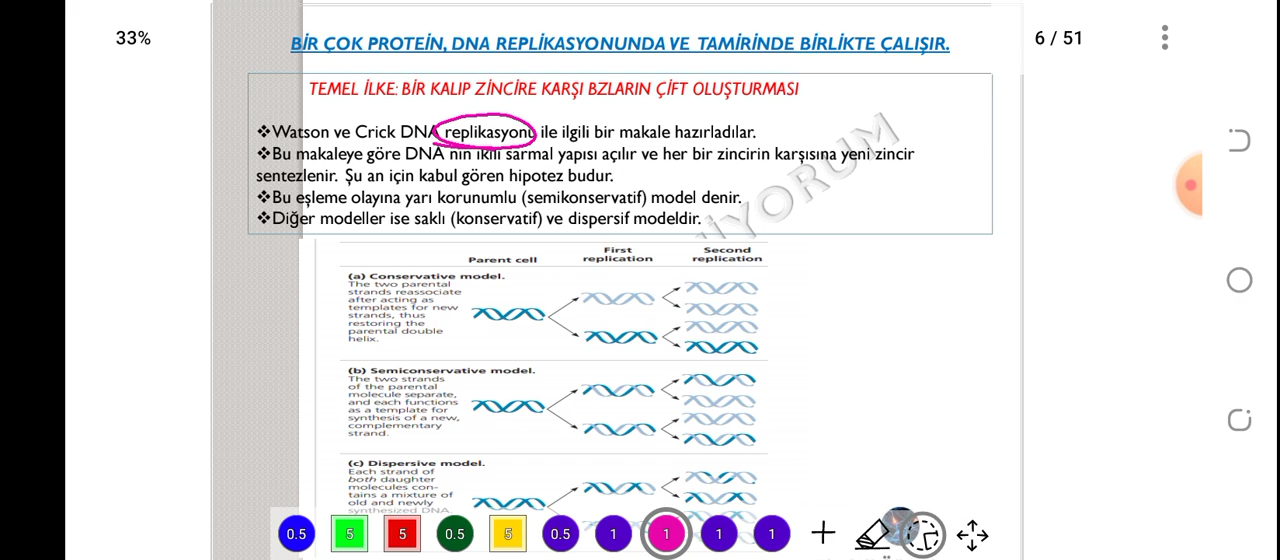 33%
BİR ÇOK PROTEİN, DNA REPLİKASYONUNDA VE TAMİRİNDE BİRLİKTE ÇALIŞIR.
6 / 51
TEMEL İLKE: BİR KALIP ZİNCİRE KARŞI BZLARIN ÇİFT OLUŞTURMASI
❖Watson ve Crick DNA replikasyonu ile ilgili bir makale hazırladılar.
❖Bu makaleye göre DNA nın ikili sarmal yapısı açılır ve her bir zincirin karşısına yeni zincir
sentezlenir. Şu an için kabul gören hipotez budur.
❖Bu eşleme olayına yarı korunumlu (semikonservatif) model denir.
❖Diğer modeller ise saklı (konservatif) ve dispersif modeldir.
Parent cell
First
replication
Second
replication
(a) Conservative model.
The two parental
strands reassociate
after acting as
templates for new
strands, thus
restoring the
parental double
helix.
(b) Semiconservative model.
The two strands
of the parental
molecule separate,
and each functions
as a template for
synthesis of a new,
complementary
strand.
(c) Dispersive model.
Each strand of
both daughter
molecules con-
tains a mixture of
old and newly
synthesized DNA.
0.5
5
5
0.5
5
0.5
1
1
1
1